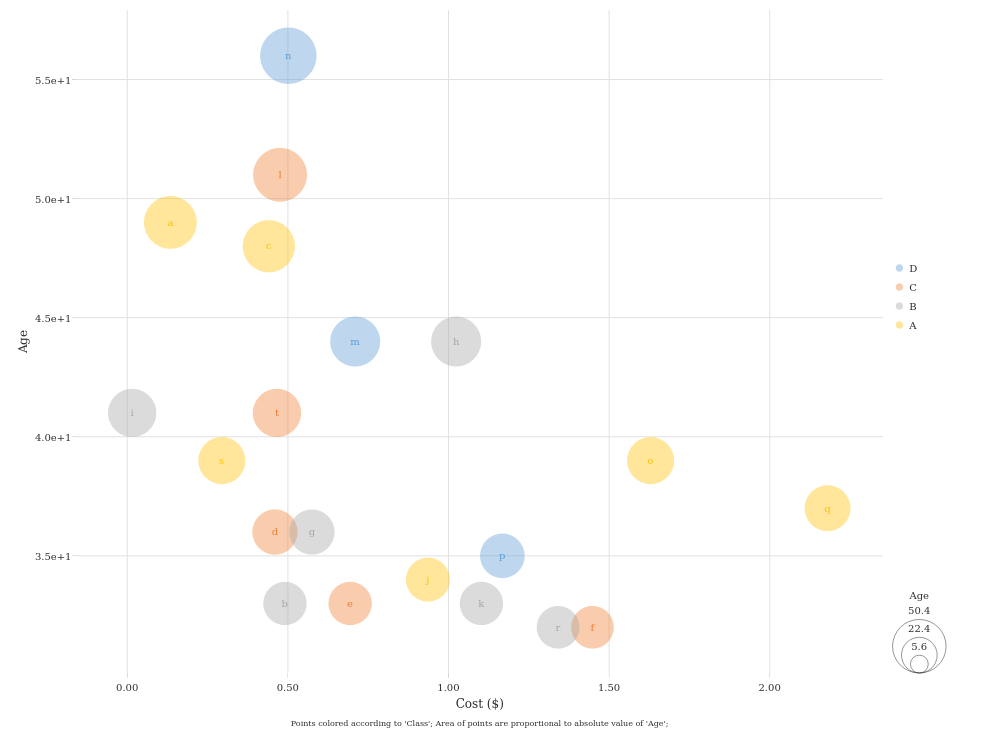 5.5e+1
5.0e+1
4.5e+1
4.0e+1
3.5e+1
Age
n
l
a
c
m
h
i
t
s
o
q
d
g
p
j
b
e
k
r
f
D
C
B
A
Age
50.4
22.4
5.6
0.00
0.50
1.00
1.50
2.00
Cost ($)
Points colored according to 'Class'; Area of points are proportional to absolute value of 'Age';